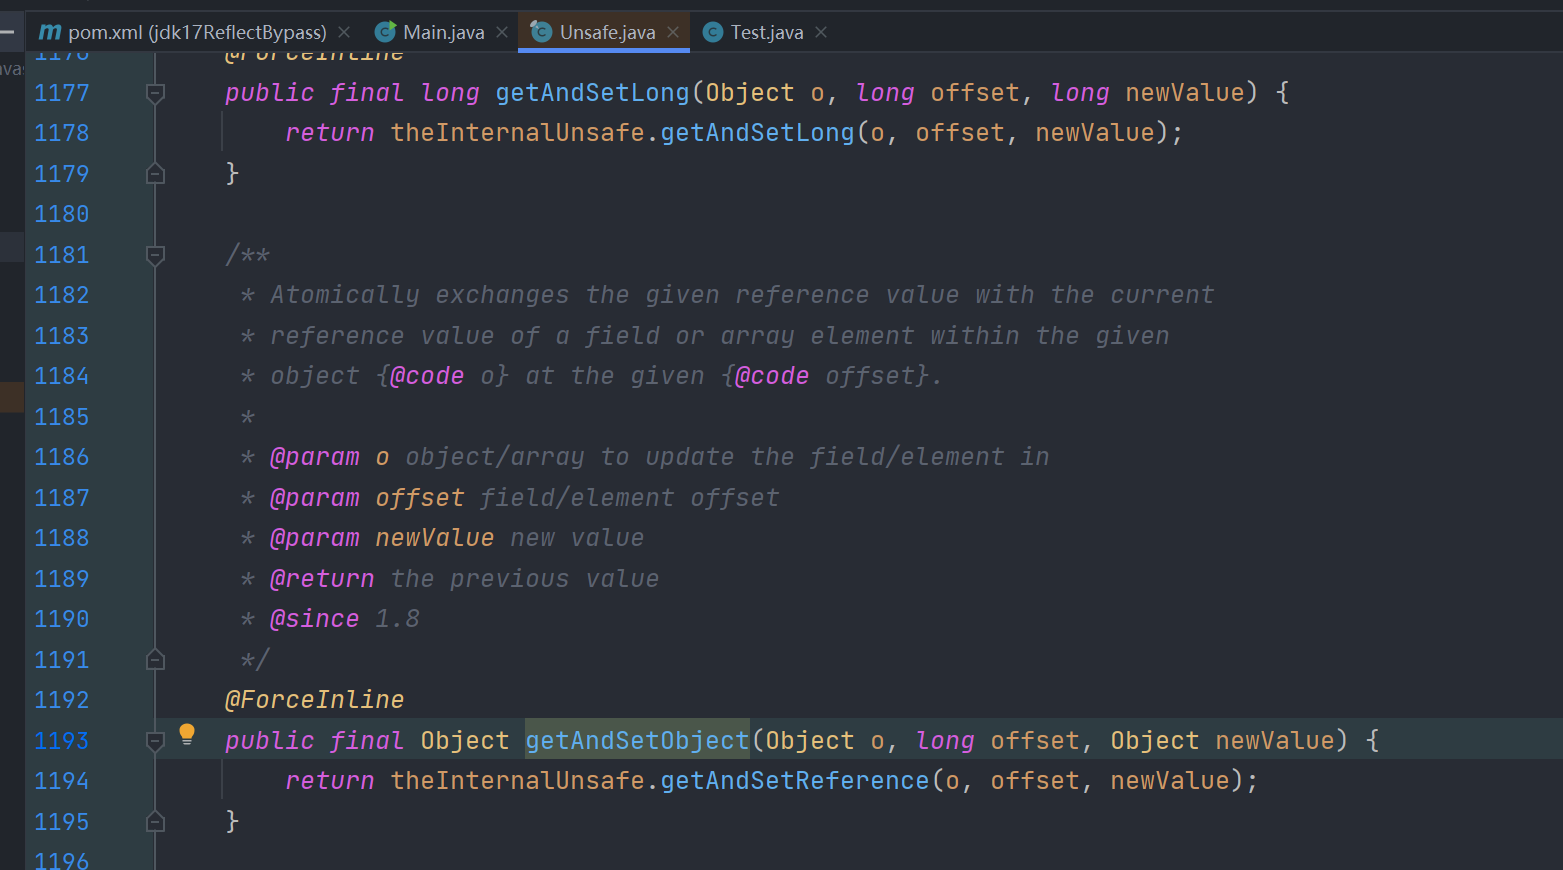 m pom.xml (jdk17ReflectBypass) Main.java Unsafe.java Test.java
1176 @ForceInline
1177 public final long getAndSetLong(Object o, long offset, long newValue) {
1178 return theInternalUnsafe.getAndSetLong(o, offset, newValue);
1179 }
1180
1181 /**
1182 * Atomically exchanges the given reference value with the current
1183 * reference value of a field or array element within the given
1184 * object {@code o} at the given {@code offset}.
1185 *
1186 * @param o object/array to update the field/element in
1187 * @param offset field/element offset
1188 * @param newValue new value
1189 * @return the previous value
1190 * @since 1.8
1191 */
1192 @ForceInline
1193 public final Object getAndSetObject(Object o, long offset, Object newValue) {
1194 return theInternalUnsafe.getAndSetReference(o, offset, newValue);
1195 }
1196